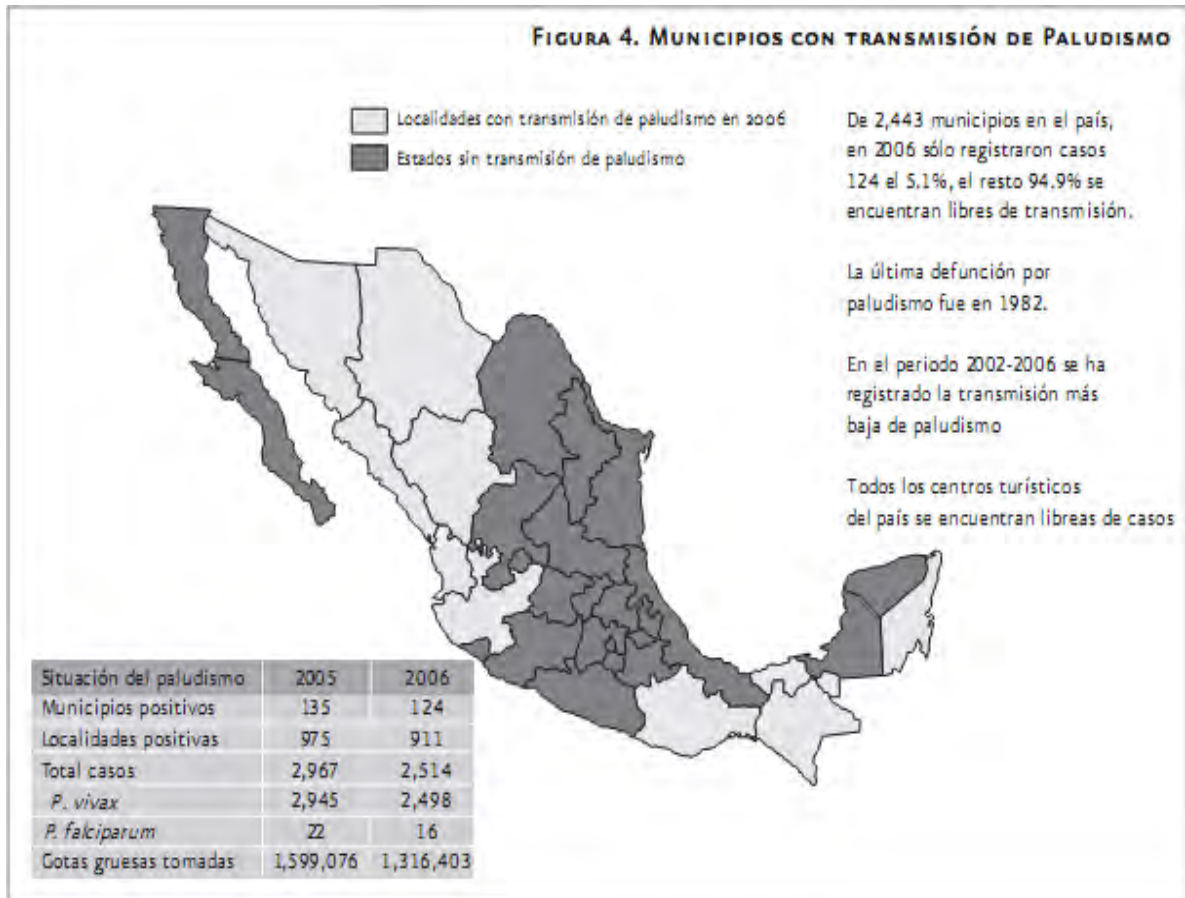 FIGURA 4. MUNICIPIOS CON TRANSMISIÓN DE PALUDISMO
Localidades con transmisión de paludismo en 2006
Estados sin transmisión de paludismo
De 2,443 municipios en el país,
en 2006 sólo registraron casos
124 el 5.1%, el resto 94.9% se
encuentran libres de transmisión.
La última defunción por
paludismo fue en 1982.
En el periodo 2002-2006 se ha
registrado la transmisión más
baja de paludismo
Todos los centros turísticos
del país se encuentran libreas de casos
Situación del paludismo 2005 2006
Municipios positivos 135 124
Localidades positivas 975 911
Total casos 2,967 2,514
P. vivax 2,945 2,498
P. falciparum 22 16
Gotas gruesas tomadas 1,599,076 1,316,403